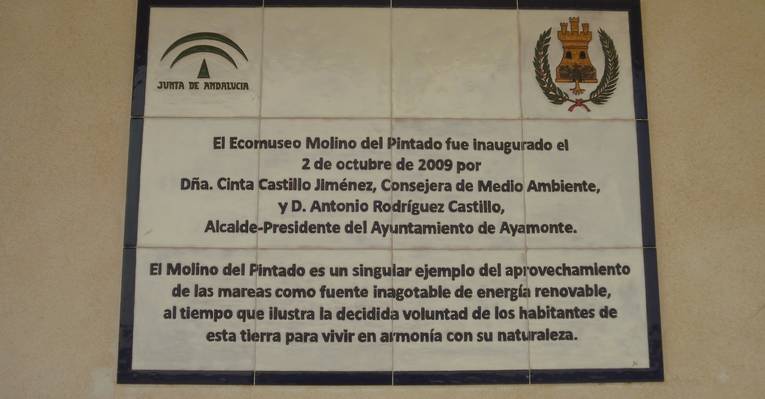 JUNTA DE ANDALUCIA
El Ecomuseo Molino del Pintado fue inaugurado el
2 de octubre de 2009 por
Dña. Cinta Castillo Jiménez, Consejera de Medio Ambiente,
y D. Antonio Rodríguez Castillo,
Alcalde-Presidente del Ayuntamiento de Ayamonte.
El Molino del Pintado es un singular ejemplo del aprovechamiento
de las mareas como fuente inagotable de energía renovable,
al tiempo que ilustra la decidida voluntad de los habitantes de
esta tierra para vivir en armonía con su naturaleza.